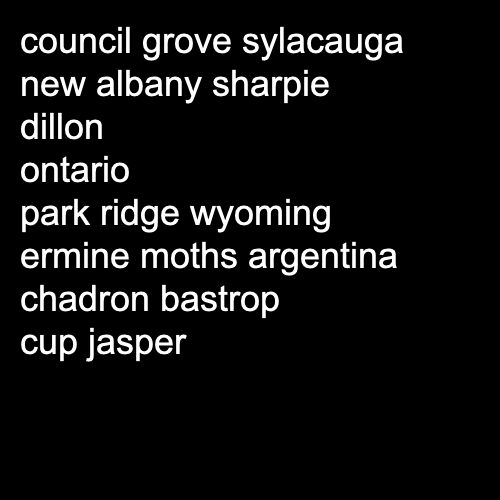 council grove sylacauga
new albany sharpie
dillon
ontario
park ridge wyoming
ermine moths argentina
chadron bastrop
cup jasper